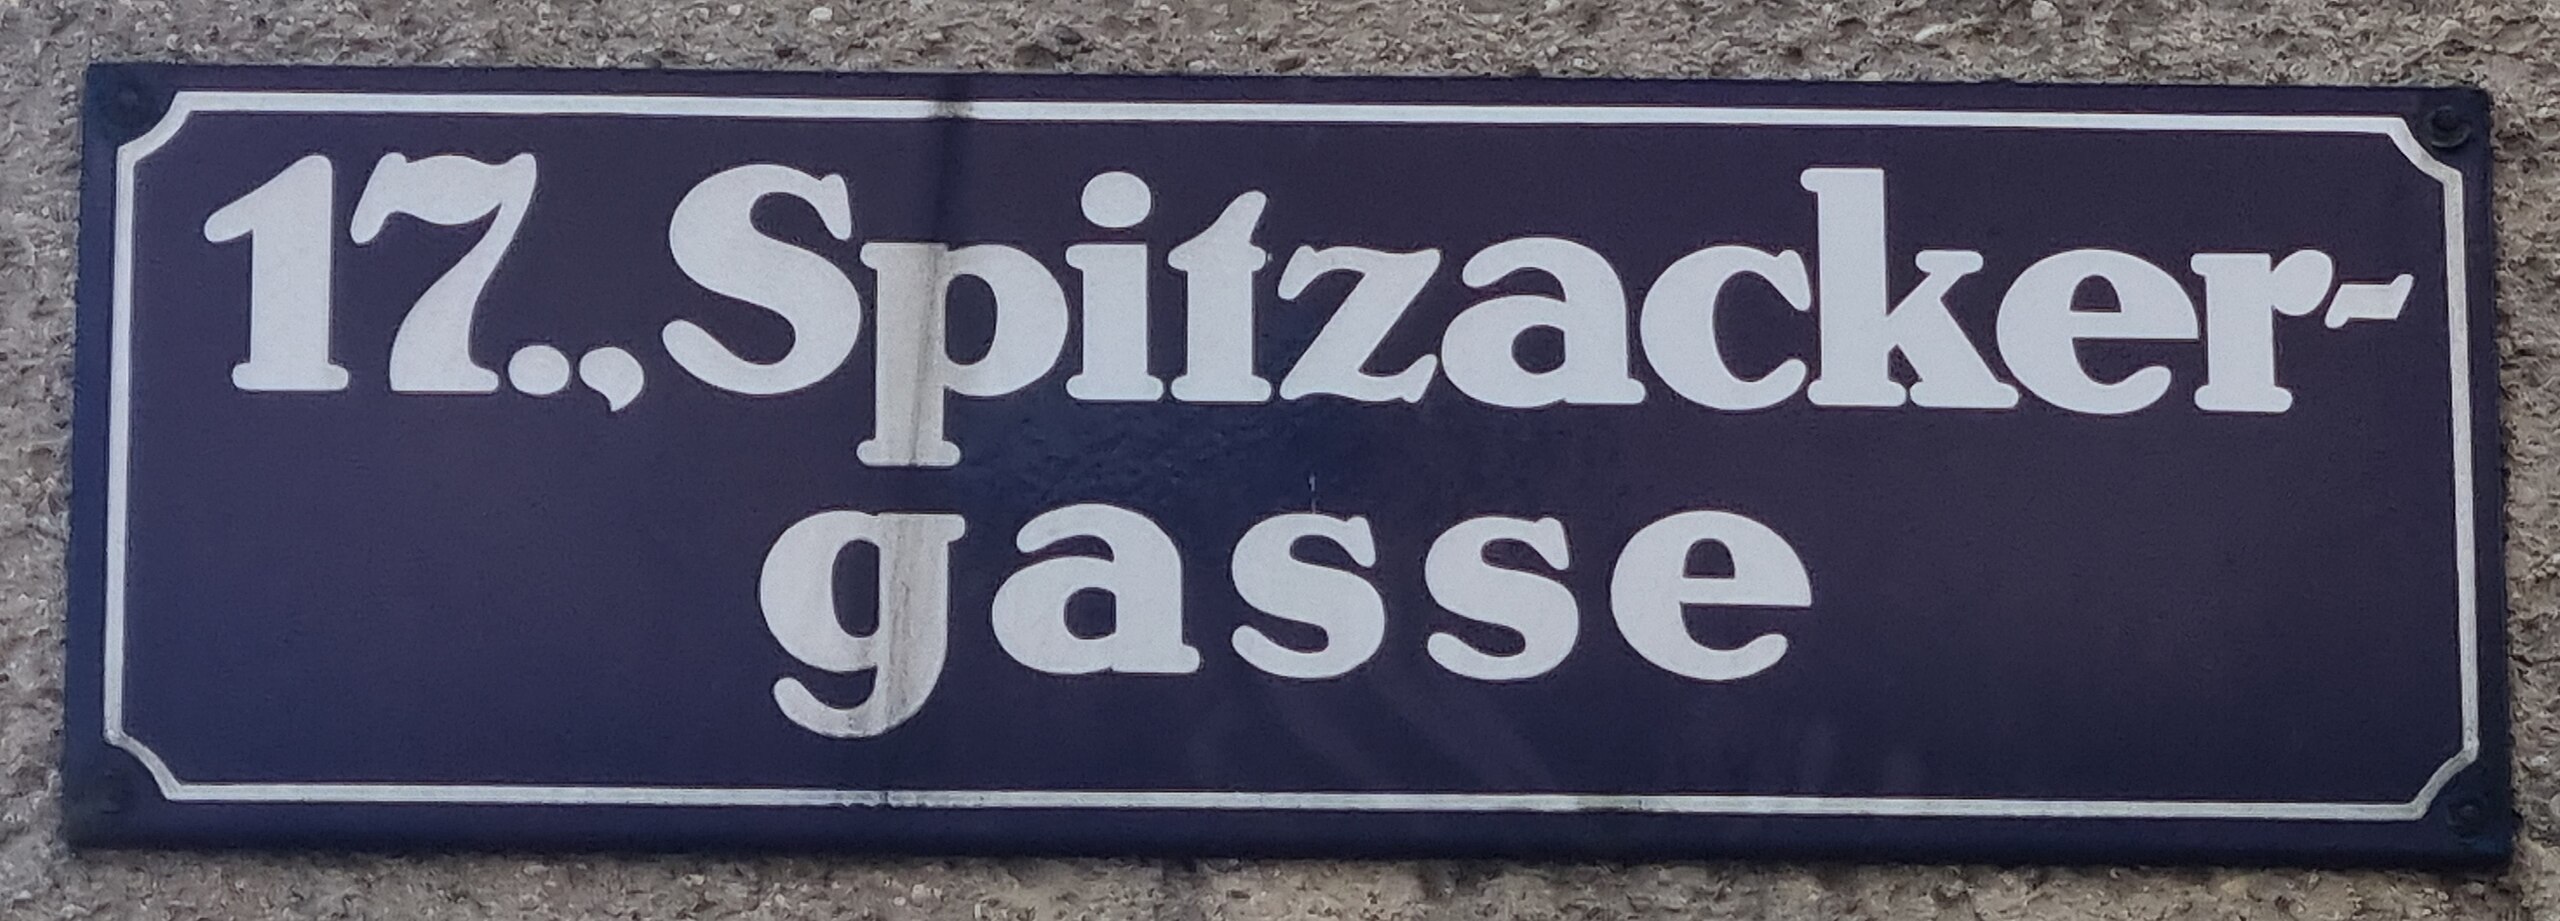 17., Spitzacker-
gasse